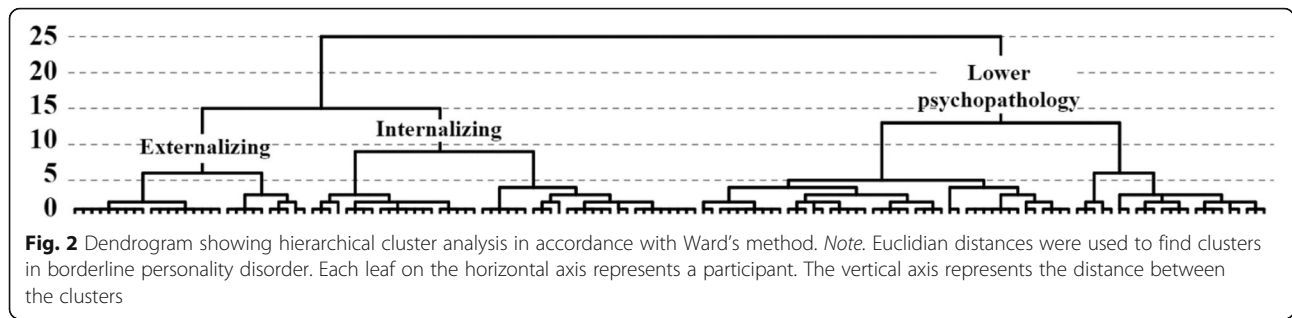 25
20
Lower
psychopathology
15
Internalizing
Externalizing
10
5
0
Fig. 2 Dendrogram showing hierarchical cluster analysis in accordance with Ward's method. Note. Euclidian distances were used to find clusters
in borderline personality disorder. Each leaf on the horizontal axis represents a participant. The vertical axis represents the distance between
the clusters